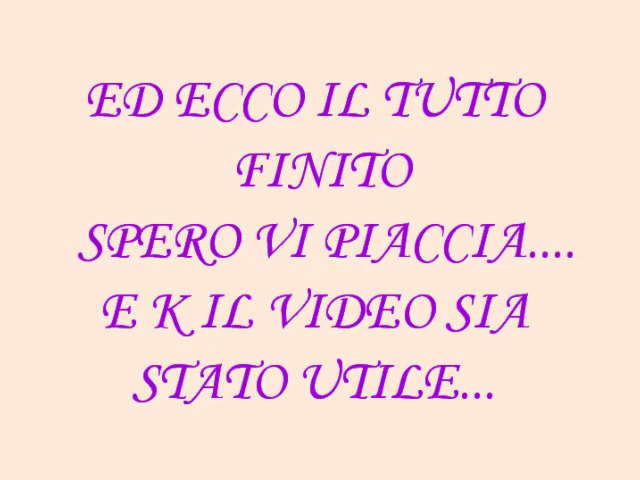 ED ECCO IL TUTTO
FINITO
SPERO VI PIACCIA....
E K IL VIDEO SIA
STATO UTILE...